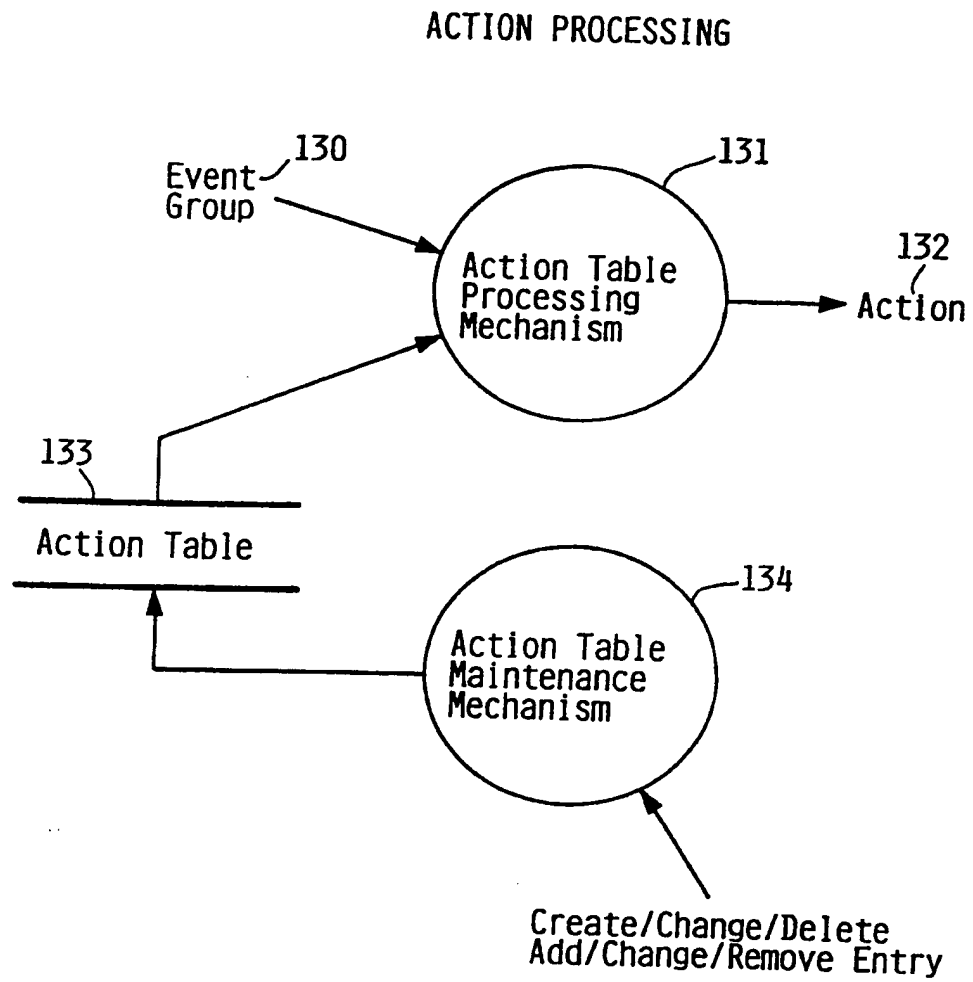 ACTION PROCESSING
130
Event
Group
131
Action Table
Processing
Mechanism
132
Action
133
Action Table
134
Action Table
Maintenance
Mechanism
Create/Change/Delete
Add/Change/Remove Entry